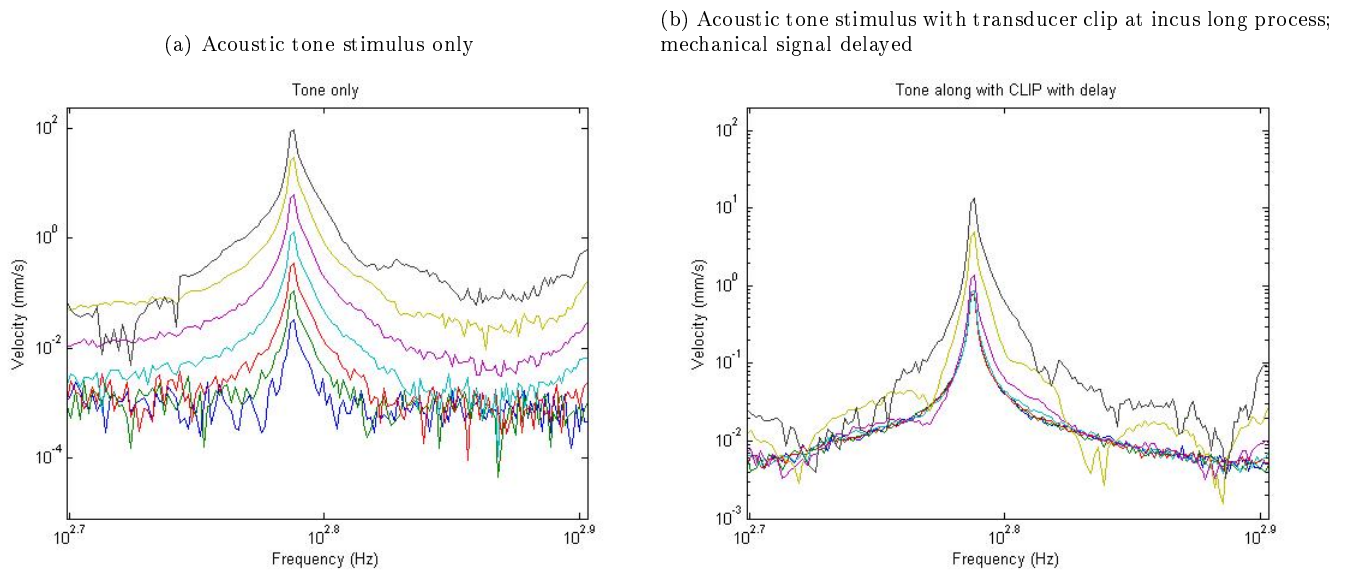 (a) Acoustic tone stimulus only
(b) Acoustic tone stimulus with transducer clip at incus long process;
mechanical signal delayed
Tone only
10^2
10^0
10^-2
10^-4
Velocity (mm/s)
10^2.7
10^2.8
10^2.9
Frequency (Hz)
Tone along with CLIP with delay
10^2
10^1
10^0
10^-1
10^-2
10^-3
Velocity (mm/s)
10^2.7
10^2.8
10^2.9
Frequency (Hz)